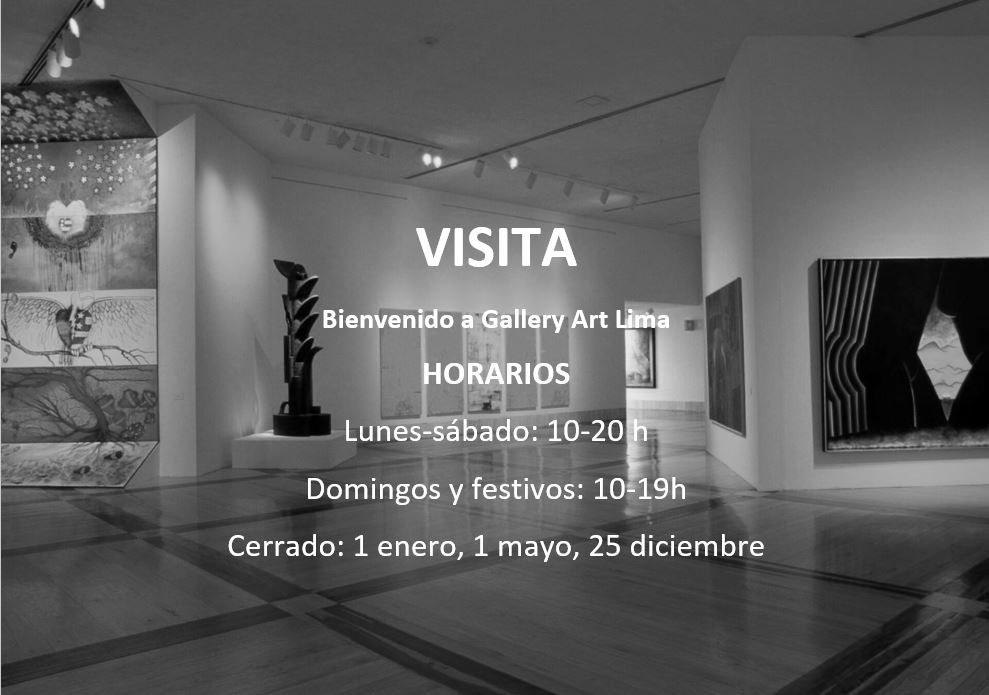 VISITA
Bienvenido a Gallery Art Lima
HORARIOS
Lunes-sábado: 10-20 h
Domingos y festivos: 10-19h
Cerrado: 1 enero, 1 mayo, 25 diciembre